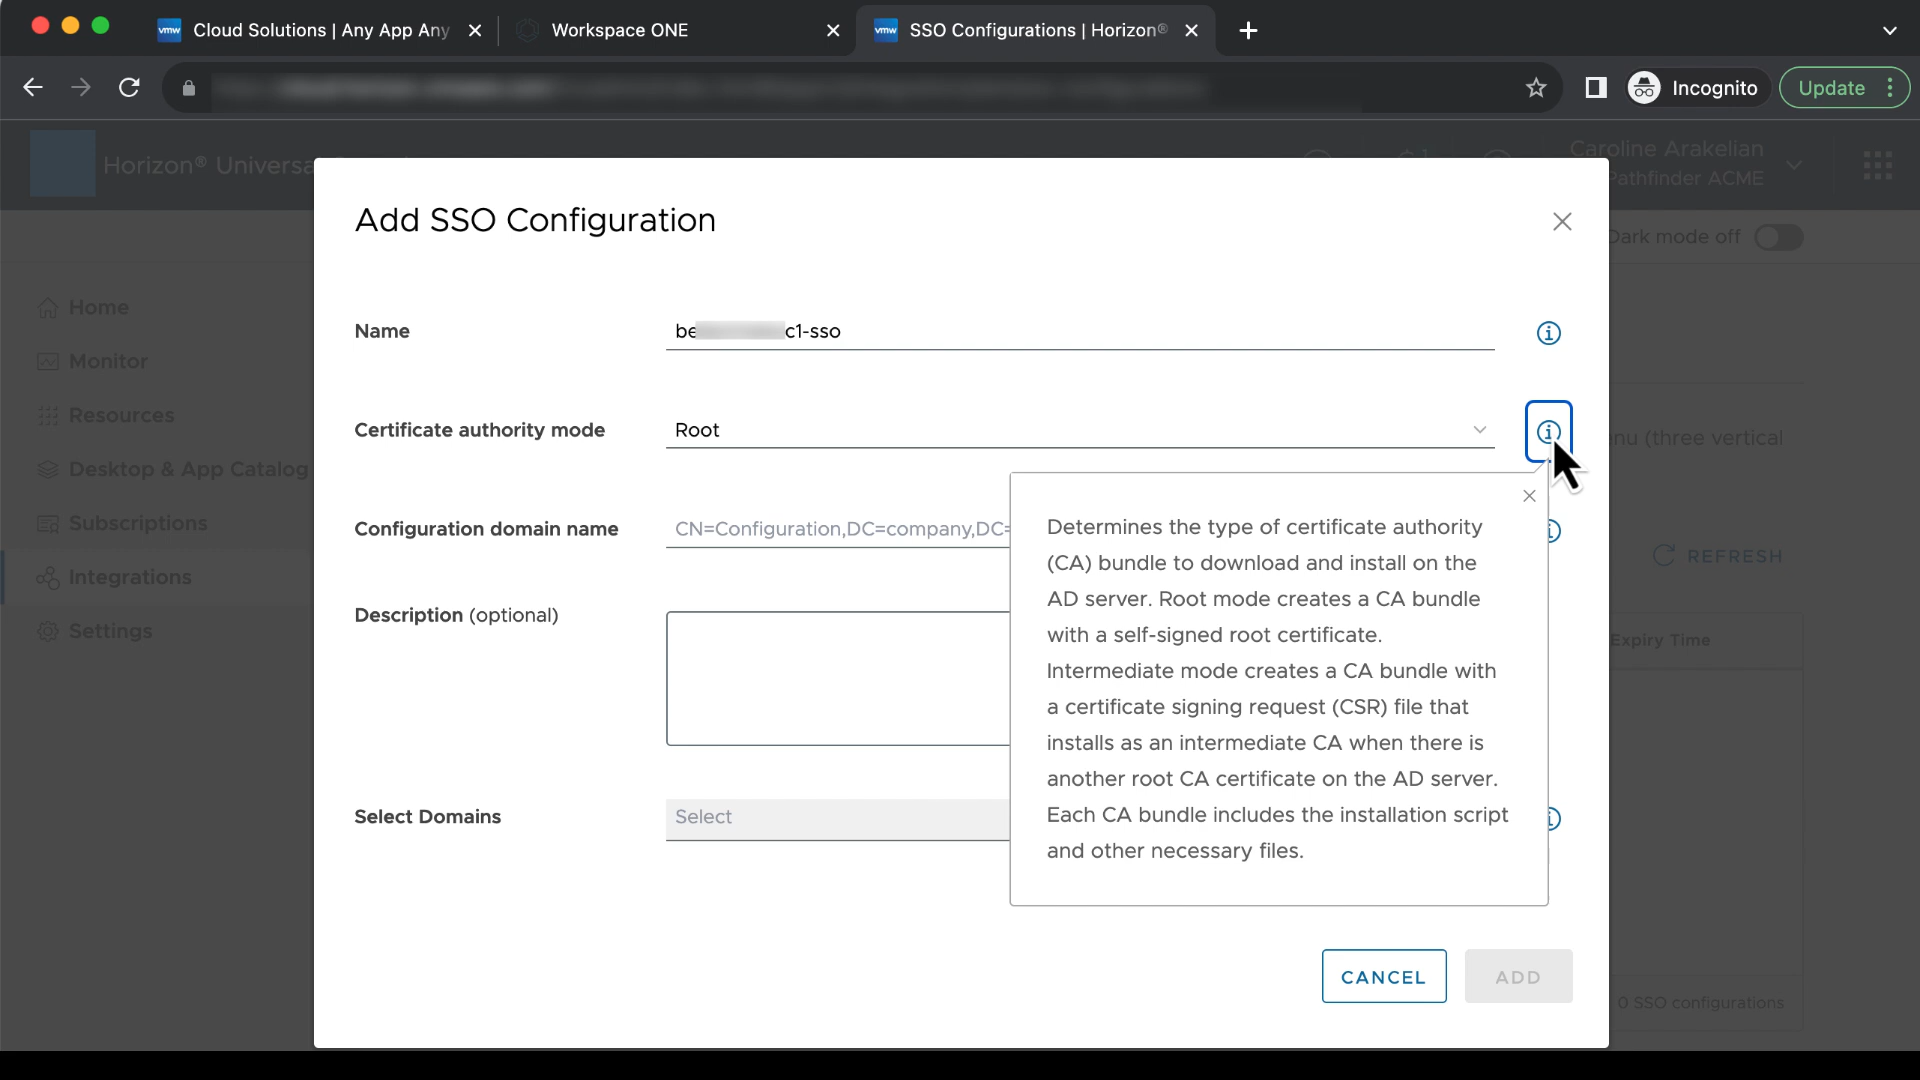 vmw Cloud Solutions | Any App Any
Workspace ONE
vmw SSO Configurations | Horizon®
Incognito
Update
Horizon® Universa
Caroline Arakelian
Pathfinder ACME
Dark mode off
Home
Monitor
Resources
Desktop & App Catalog
Subscriptions
Integrations
Settings
Add SSO Configuration
Name
be
c1-sso
Certificate authority mode
Root
Configuration domain name
CN=Configuration,DC=company,DC=
Description (optional)
Select Domains
Select
Determines the type of certificate authority
(CA) bundle to download and install on the
AD server. Root mode creates a CA bundle
with a self-signed root certificate.
Intermediate mode creates a CA bundle with
a certificate signing request (CSR) file that
installs as an intermediate CA when there is
another root CA certificate on the AD server.
Each CA bundle includes the installation script
and other necessary files.
CANCEL
ADD
enu (three vertical
REFRESH
Expiry Time
0 SSO configurations